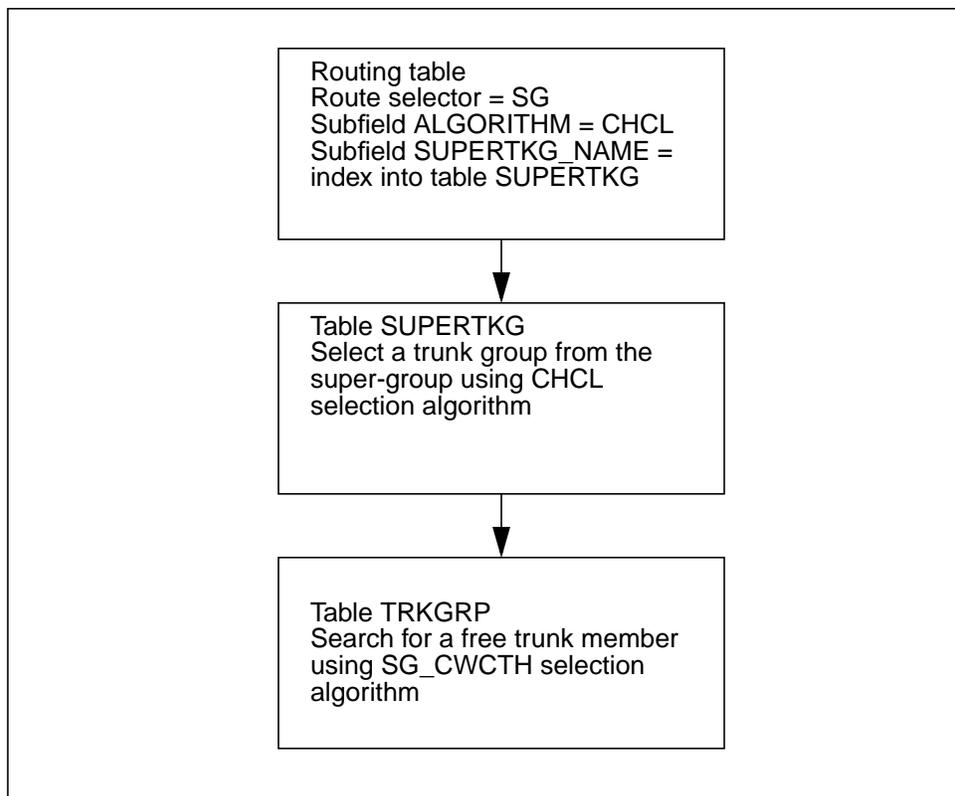 Routing table
Route selector = SG
Subfield ALGORITHM = CHCL
Subfield SUPERTKG_NAME =
index into table SUPERTKG
Table SUPERTKG
Select a trunk group from the
super-group using CHCL
selection algorithm
Table TRKGRP
Search for a free trunk member
using SG_CWCTH selection
algorithm